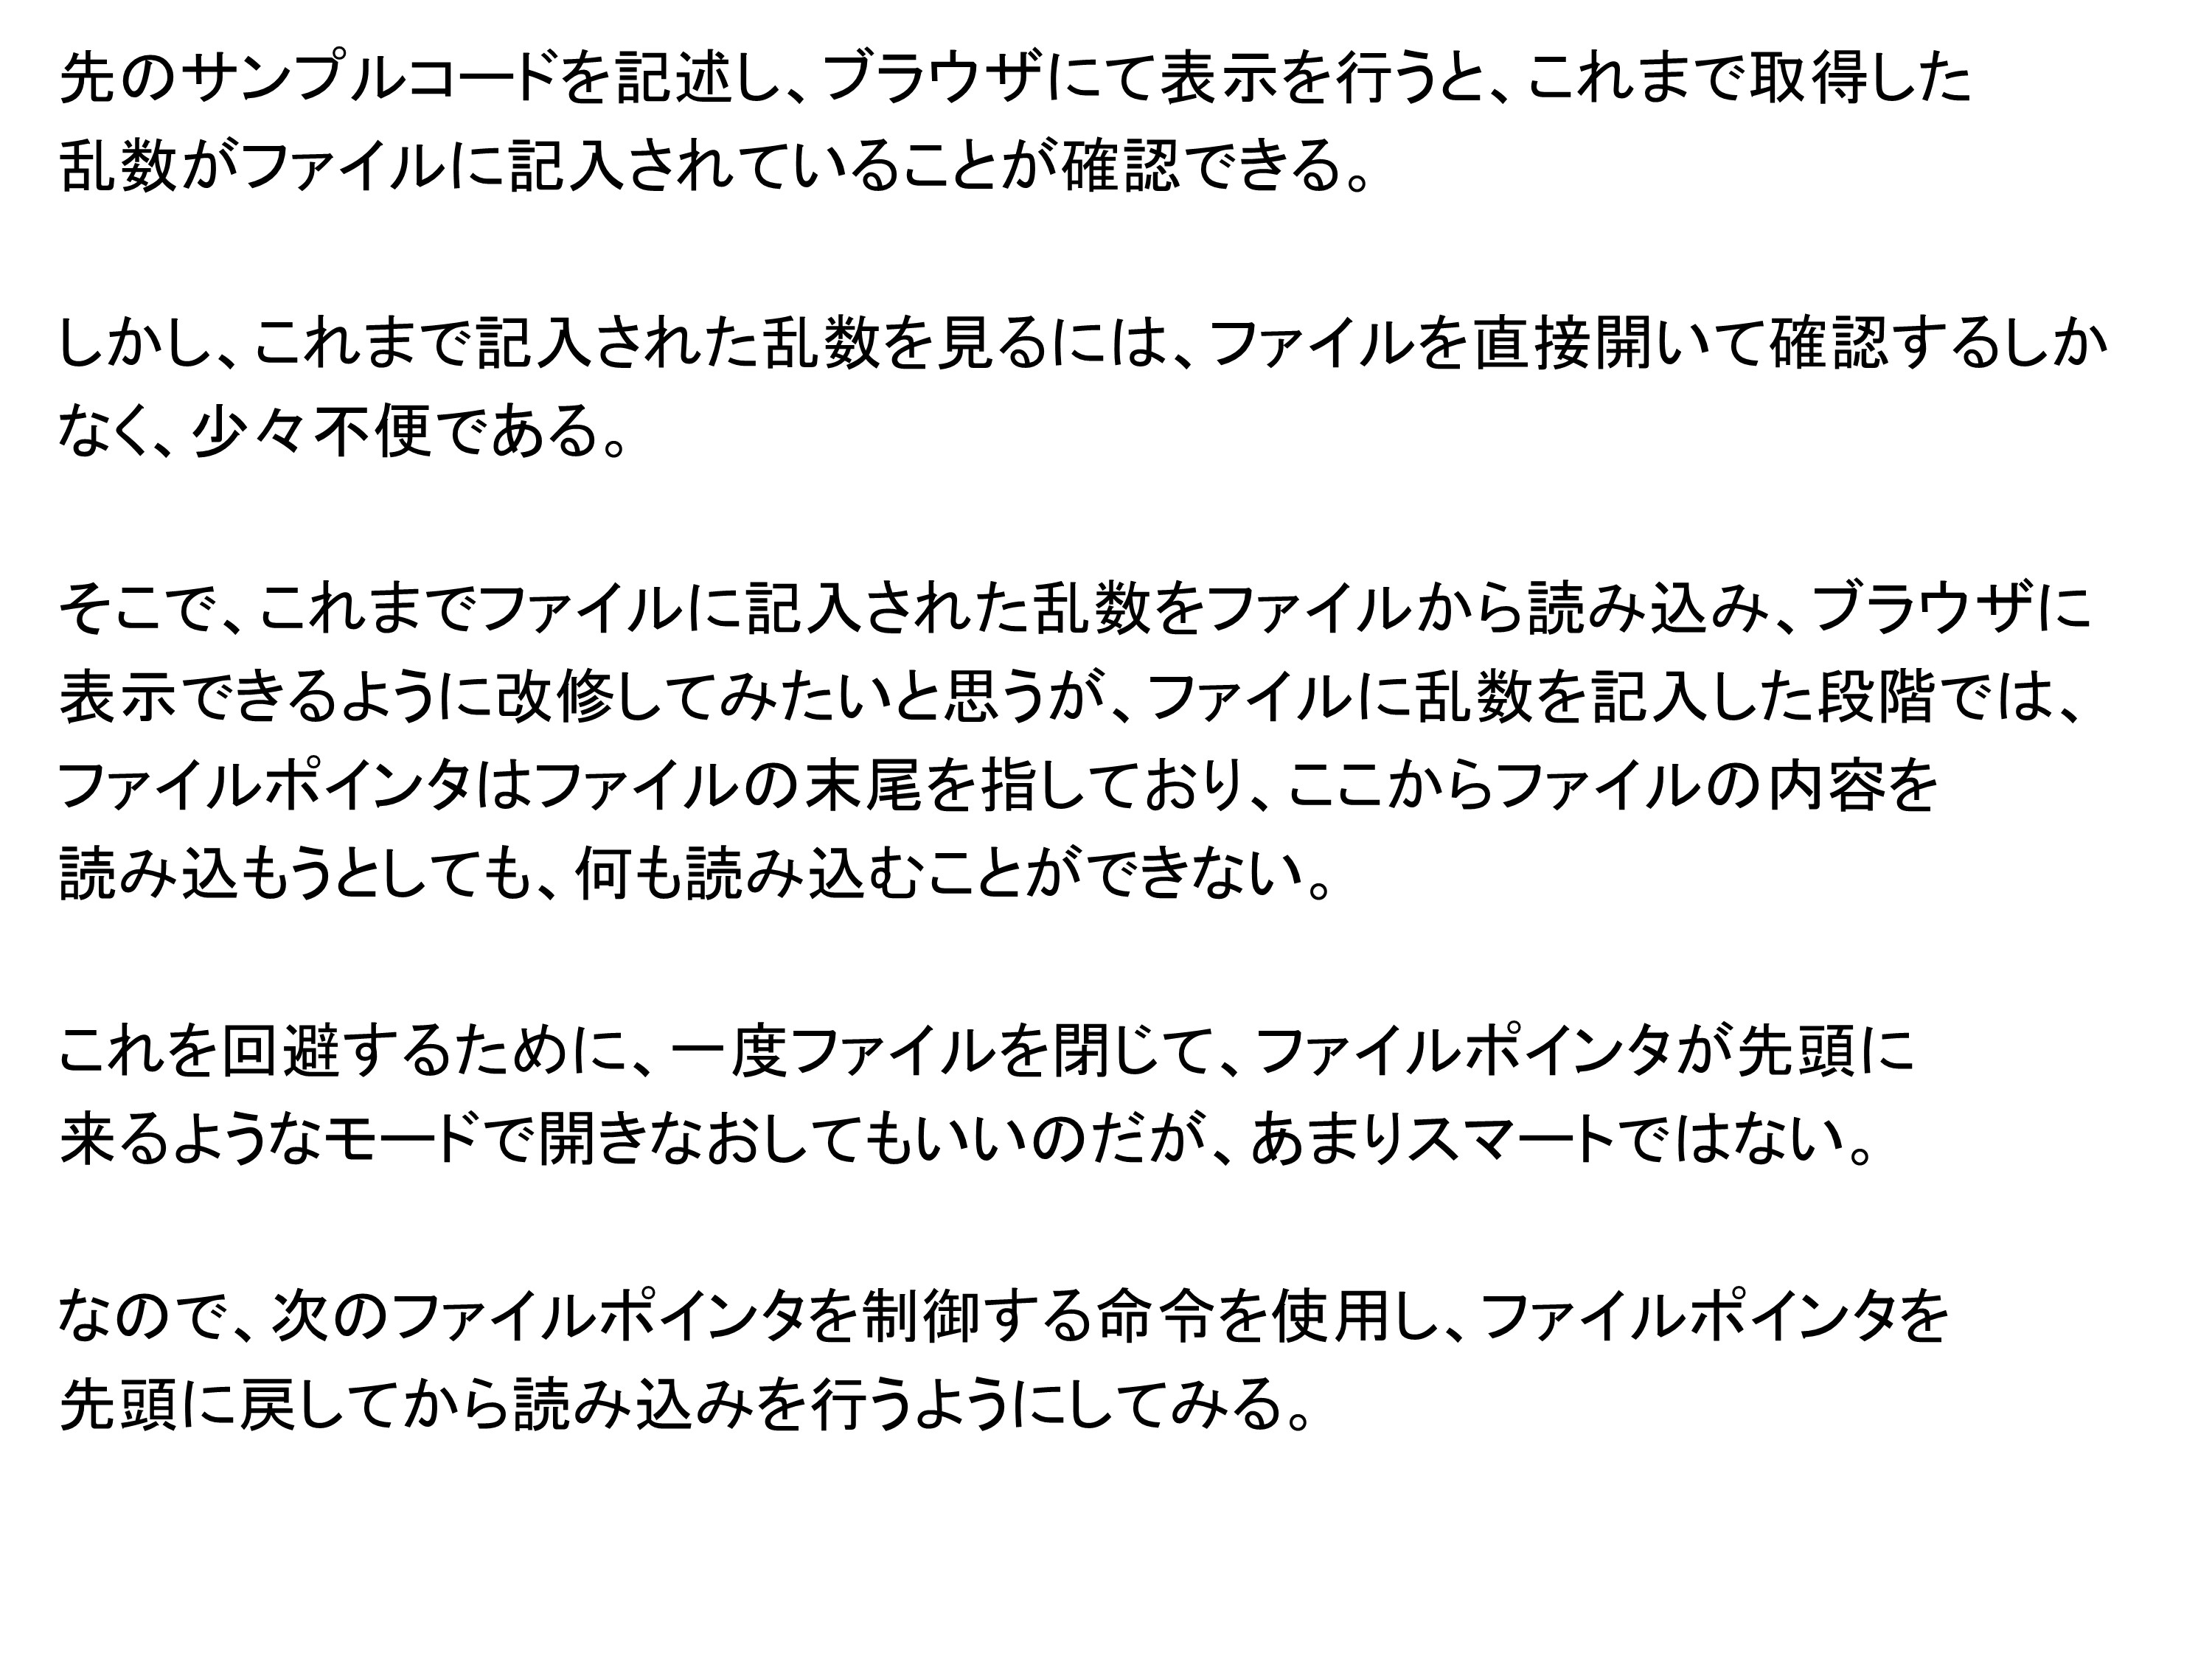 先のサンプルコードを記述し、ブラウザにて表示を行うと、これまで取得した
乱数がファイルに記入されていることが確認できる。
しかし、これまで記入された乱数を見るには、ファイルを直接開いて確認するしか
なく、少々不便である。
そこで、これまでファイルに記入された乱数をファイルから読み込み、ブラウザに
表示できるように改修してみたいと思うが、ファイルに乱数を記入した段階では、
ファイルポインタはファイルの末尾を指しており、ここからファイルの内容を
読み込もうとしても、何も読み込むことができない。
これを回避するために、一度ファイルを閉じて、ファイルポインタが先頭に
来るようなモードで開きなおしてもいいのだが、あまりスマートではない。
なので、次のファイルポインタを制御する命令を使用し、ファイルポインタを
先頭に戻してから読み込みを行うようにしてみる。